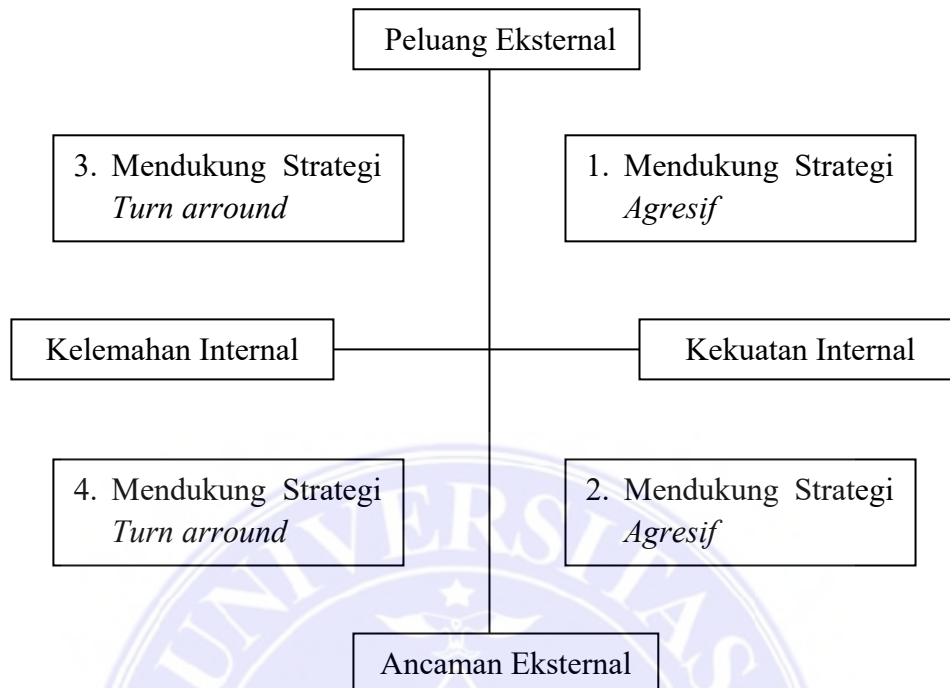 Peluang Eksternal
3. Mendukung Strategi
Turn arround
1. Mendukung Strategi
Agresif
Kelemahan Internal
Kekuatan Internal
4. Mendukung Strategi
Turn arround
2. Mendukung Strategi
Agresif
UNIVERSITAS
Ancaman Eksternal